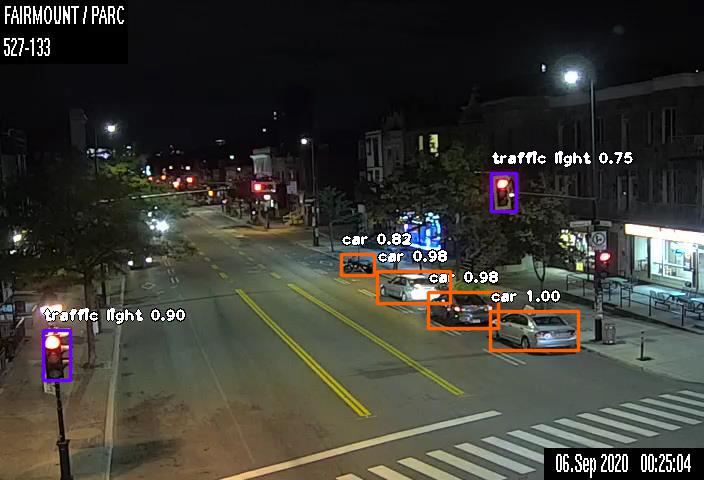 FAIRMOUNT / PARC
527-133
traffic light 0.75
car 0.82
car 0.98
car 0.98
car 1.00
traffic light 0.90
06.Sep 2020 00:25:04